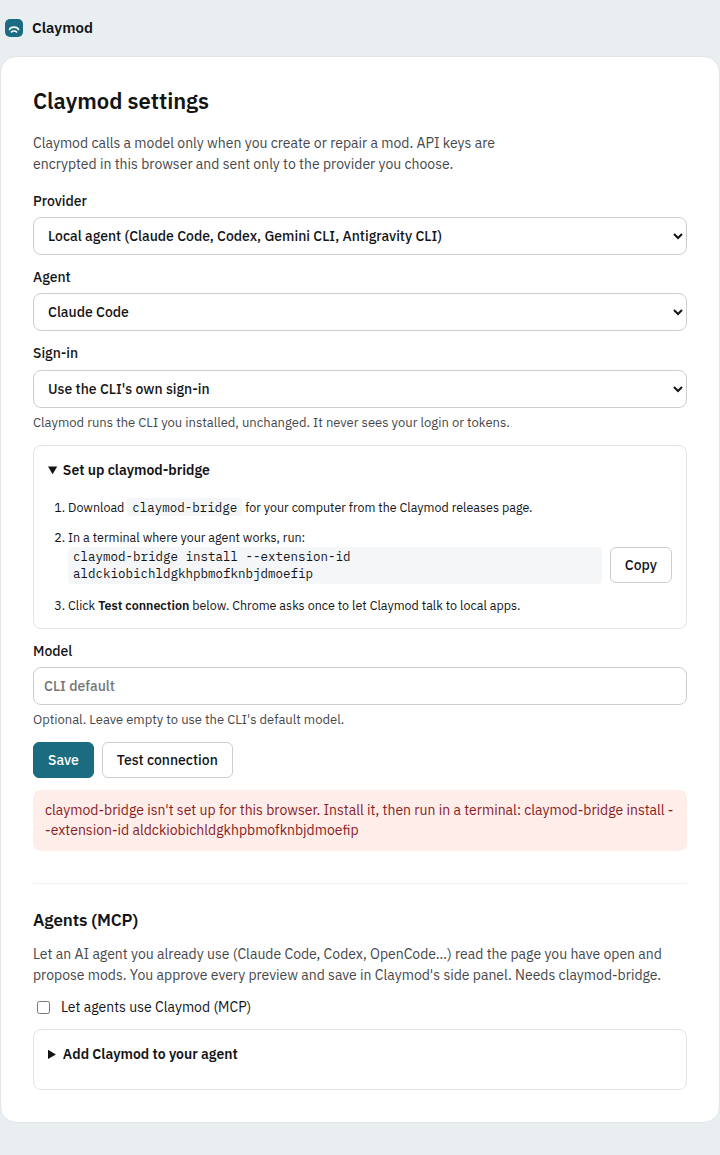 Claymod
Claymod settings
Claymod calls a model only when you create or repair a mod. API keys are
encrypted in this browser and sent only to the provider you choose.
Provider
Local agent (Claude Code, Codex, Gemini CLI, Antigravity CLI)
Agent
Claude Code
Sign-in
Use the CLI's own sign-in
Claymod runs the CLI you installed, unchanged. It never sees your login or tokens.
▼ Set up claymod-bridge
1. Download claymod-bridge for your computer from the Claymod releases page.
2. In a terminal where your agent works, run:
claymod-bridge install --extension-id
aldckiobichldgkhpbmofknbjdmoefip
Copy
3. Click Test connection below. Chrome asks once to let Claymod talk to local apps.
Model
CLI default
Optional. Leave empty to use the CLI's default model.
Save Test connection
claymod-bridge isn't set up for this browser. Install it, then run in a terminal: claymod-bridge install -
-extension-id aldckiobichldgkhpbmofknbjdmoefip
Agents (MCP)
Let an AI agent you already use (Claude Code, Codex, OpenCode…) read the page you have open and
propose mods. You approve every preview and save in Claymod's side panel. Needs claymod-bridge.
Let agents use Claymod (MCP)
▶ Add Claymod to your agent